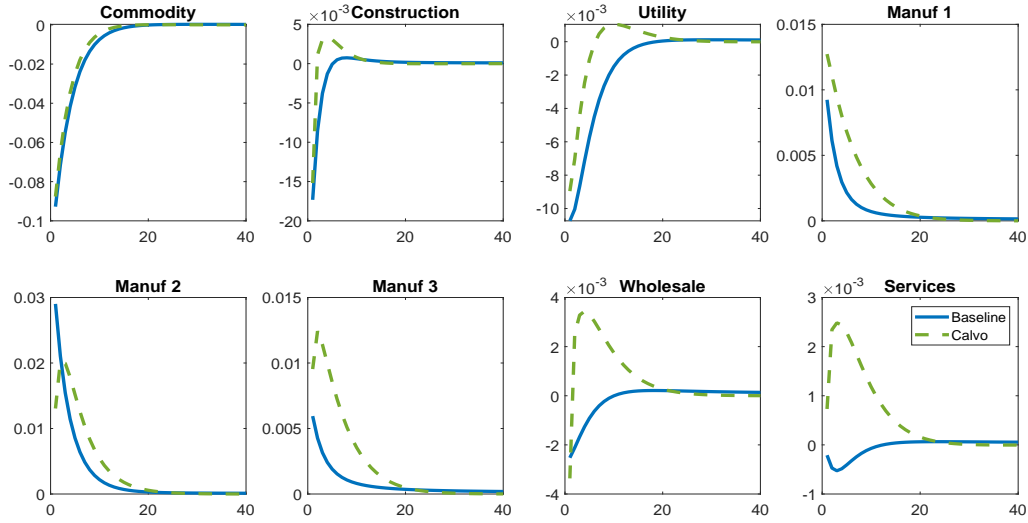 Commodity
0
-0.02
-0.04
-0.06
-0.08
-0.1
0 20 40
Construction
×10⁻³
5
0
-5
-10
-15
-20
0 20 40
Utility
×10⁻³
0
-2
-4
-6
-8
-10
0 20 40
Manuf 1
0.015
0.01
0.005
0
0 20 40
Manuf 2
0.03
0.02
0.01
0
0 20 40
Manuf 3
0.015
0.01
0.005
0
0 20 40
Wholesale
×10⁻³
4
2
0
-2
-4
0 20 40
Services
×10⁻³
3
2
1
0
-1
0 20 40
Baseline
Calvo